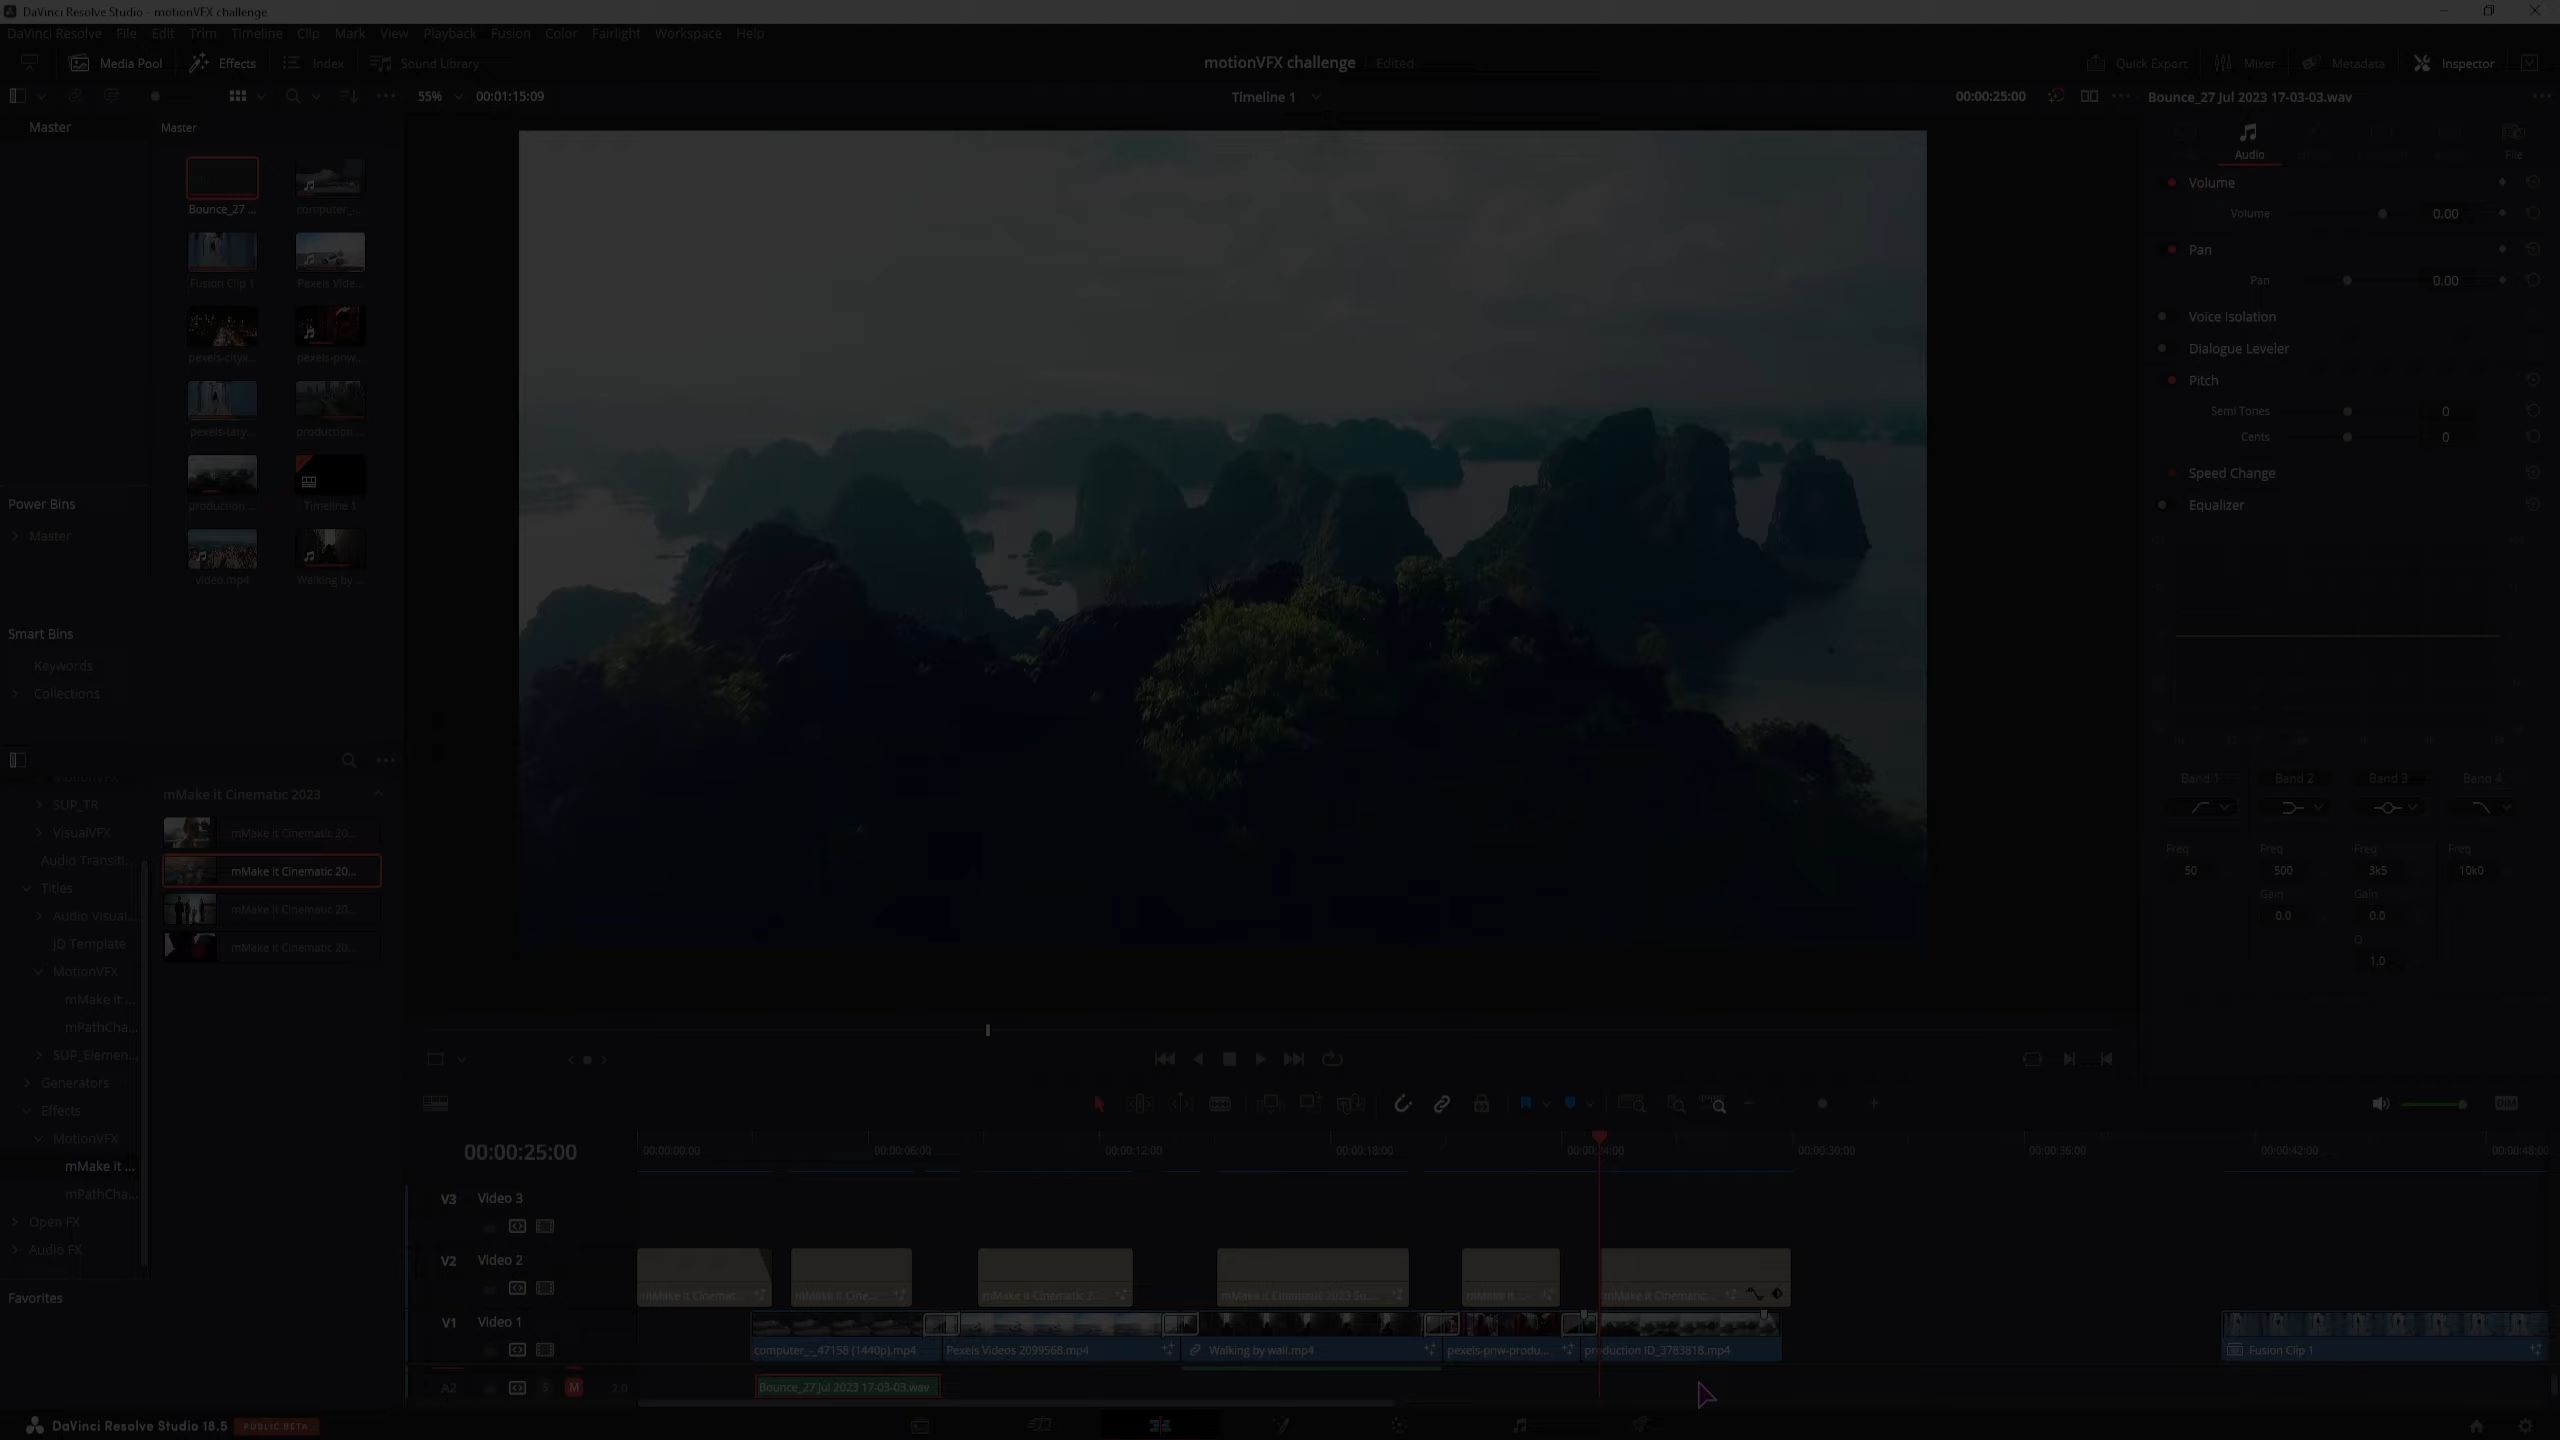 DaVinci Resolve Studio - motionVFX challenge
DaVinci Resolve File Edit Trim Timeline Clip Mark View Playback Fusion Color Fairlight Workspace Help
Media Pool Effects Index Sound Library motionVFX challenge Edited Quick Export Mixer Metadata Inspector
55% 00:01:15:09 Timeline 1 00:00:25:00 Bounce_27 Jul 2023 17-03-03.wav
Master Master
Audio File
Bounce_27 ... computer_-...
Fusion Clip 1 Pexels Vide...
pexels-cityx... pexels-pnw...
pexels-tary... production...
production... Timeline 1
video.mp4 Walking by ...
Power Bins
Master
Smart Bins
Keywords
Collections
Volume
Volume 0.00
Pan
Pan 0.00
Voice Isolation
Dialogue Leveler
Pitch
Semi Tones 0
Cents 0
Speed Change
Equalizer
Band 1 Band 2 Band 3 Band 4
Freq Freq Freq Freq
50 500 3k5 10k0
Gain Gain
0.0 0.0
Q
1.0
MotionVFX
SUP_TR
VisualVFX
Audio Transiti...
Titles
Audio Visual...
JD Template
MotionVFX
mMake it ...
mPathCha...
SUP_Elemen...
Generators
Effects
MotionVFX
mMake it ...
mPathCha...
Open FX
Audio FX
Favorites
mMake it Cinematic 2023
mMake it Cinematic 20...
mMake it Cinematic 20...
mMake it Cinematic 20...
mMake it Cinematic 20...
00:00:25:00 00:00:00:00 00:00:06:00 00:00:12:00 00:00:18:00 00:00:24:00 00:00:30:00 00:00:36:00 00:00:42:00 00:00:48:00
V3 Video 3
V2 Video 2
mMake it Cinemat... mMake it Cine... mMake it Cinematic 2... mMake it Cinematic 2023 Su... mMake it ... mMake it Cinematic...
V1 Video 1
computer_-_47158 (1440p).mp4 Pexels Videos 2099568.mp4 Walking by wall.mp4 pexels-pnw-produ... production ID_3783818.mp4 Fusion Clip 1
A2 S M 2.0 Bounce_27 Jul 2023 17-03-03.wav
DaVinci Resolve Studio 18.5 PUBLIC BETA